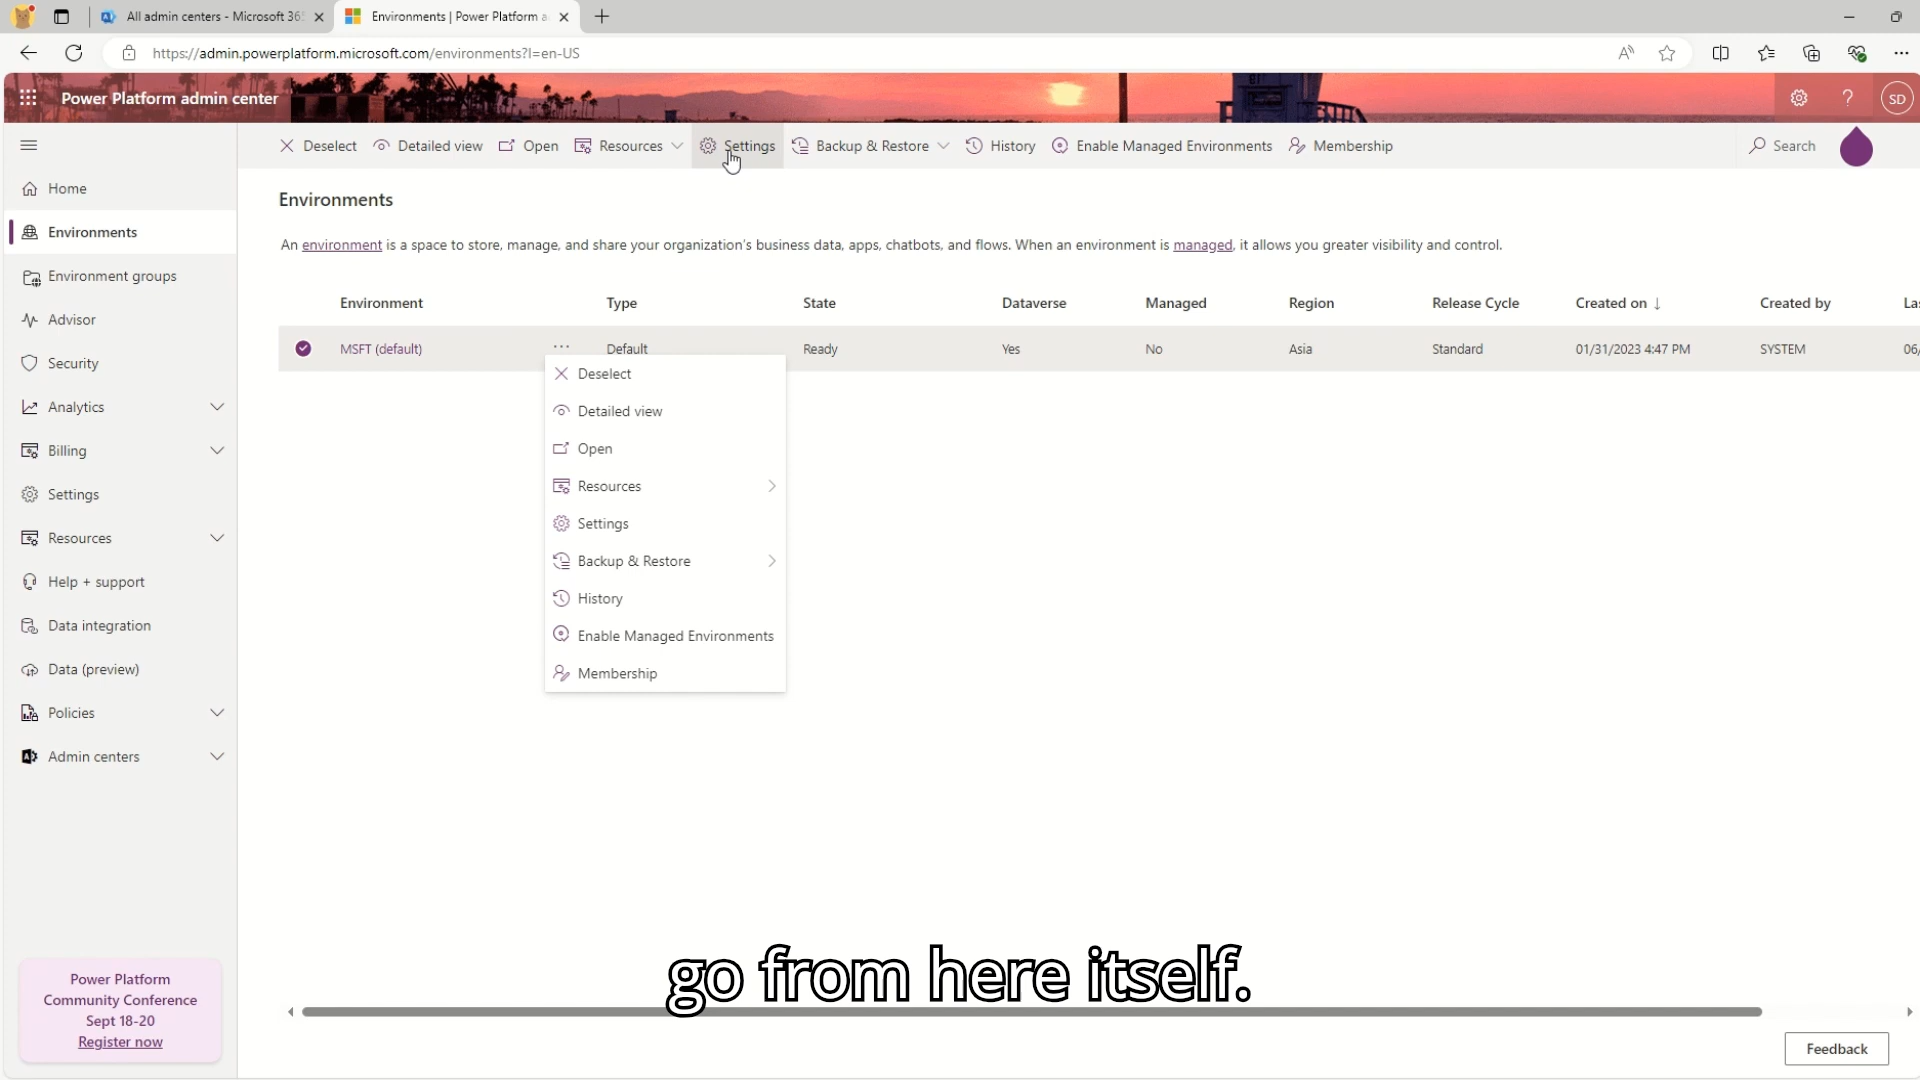 All admin centers - Microsoft 365
Environments | Power Platform a
https://admin.powerplatform.microsoft.com/environments?l=en-US
Power Platform admin center
SD
Deselect
Detailed view
Open
Resources
Settings
Backup & Restore
History
Enable Managed Environments
Membership
Search
Home
Environments
Environment groups
Advisor
Security
Analytics
Billing
Settings
Resources
Help + support
Data integration
Data (preview)
Policies
Admin centers
Power Platform
Community Conference
Sept 18-20
Register now
Environments
An environment is a space to store, manage, and share your organization's business data, apps, chatbots, and flows. When an environment is managed, it allows you greater visibility and control.
Environment Type State Dataverse Managed Region Release Cycle Created on ↓ Created by
MSFT (default) ... Default Ready Yes No Asia Standard 01/31/2023 4:47 PM SYSTEM 06/
Deselect
Detailed view
Open
Resources
Settings
Backup & Restore
History
Enable Managed Environments
Membership
go from here itself.
Feedback